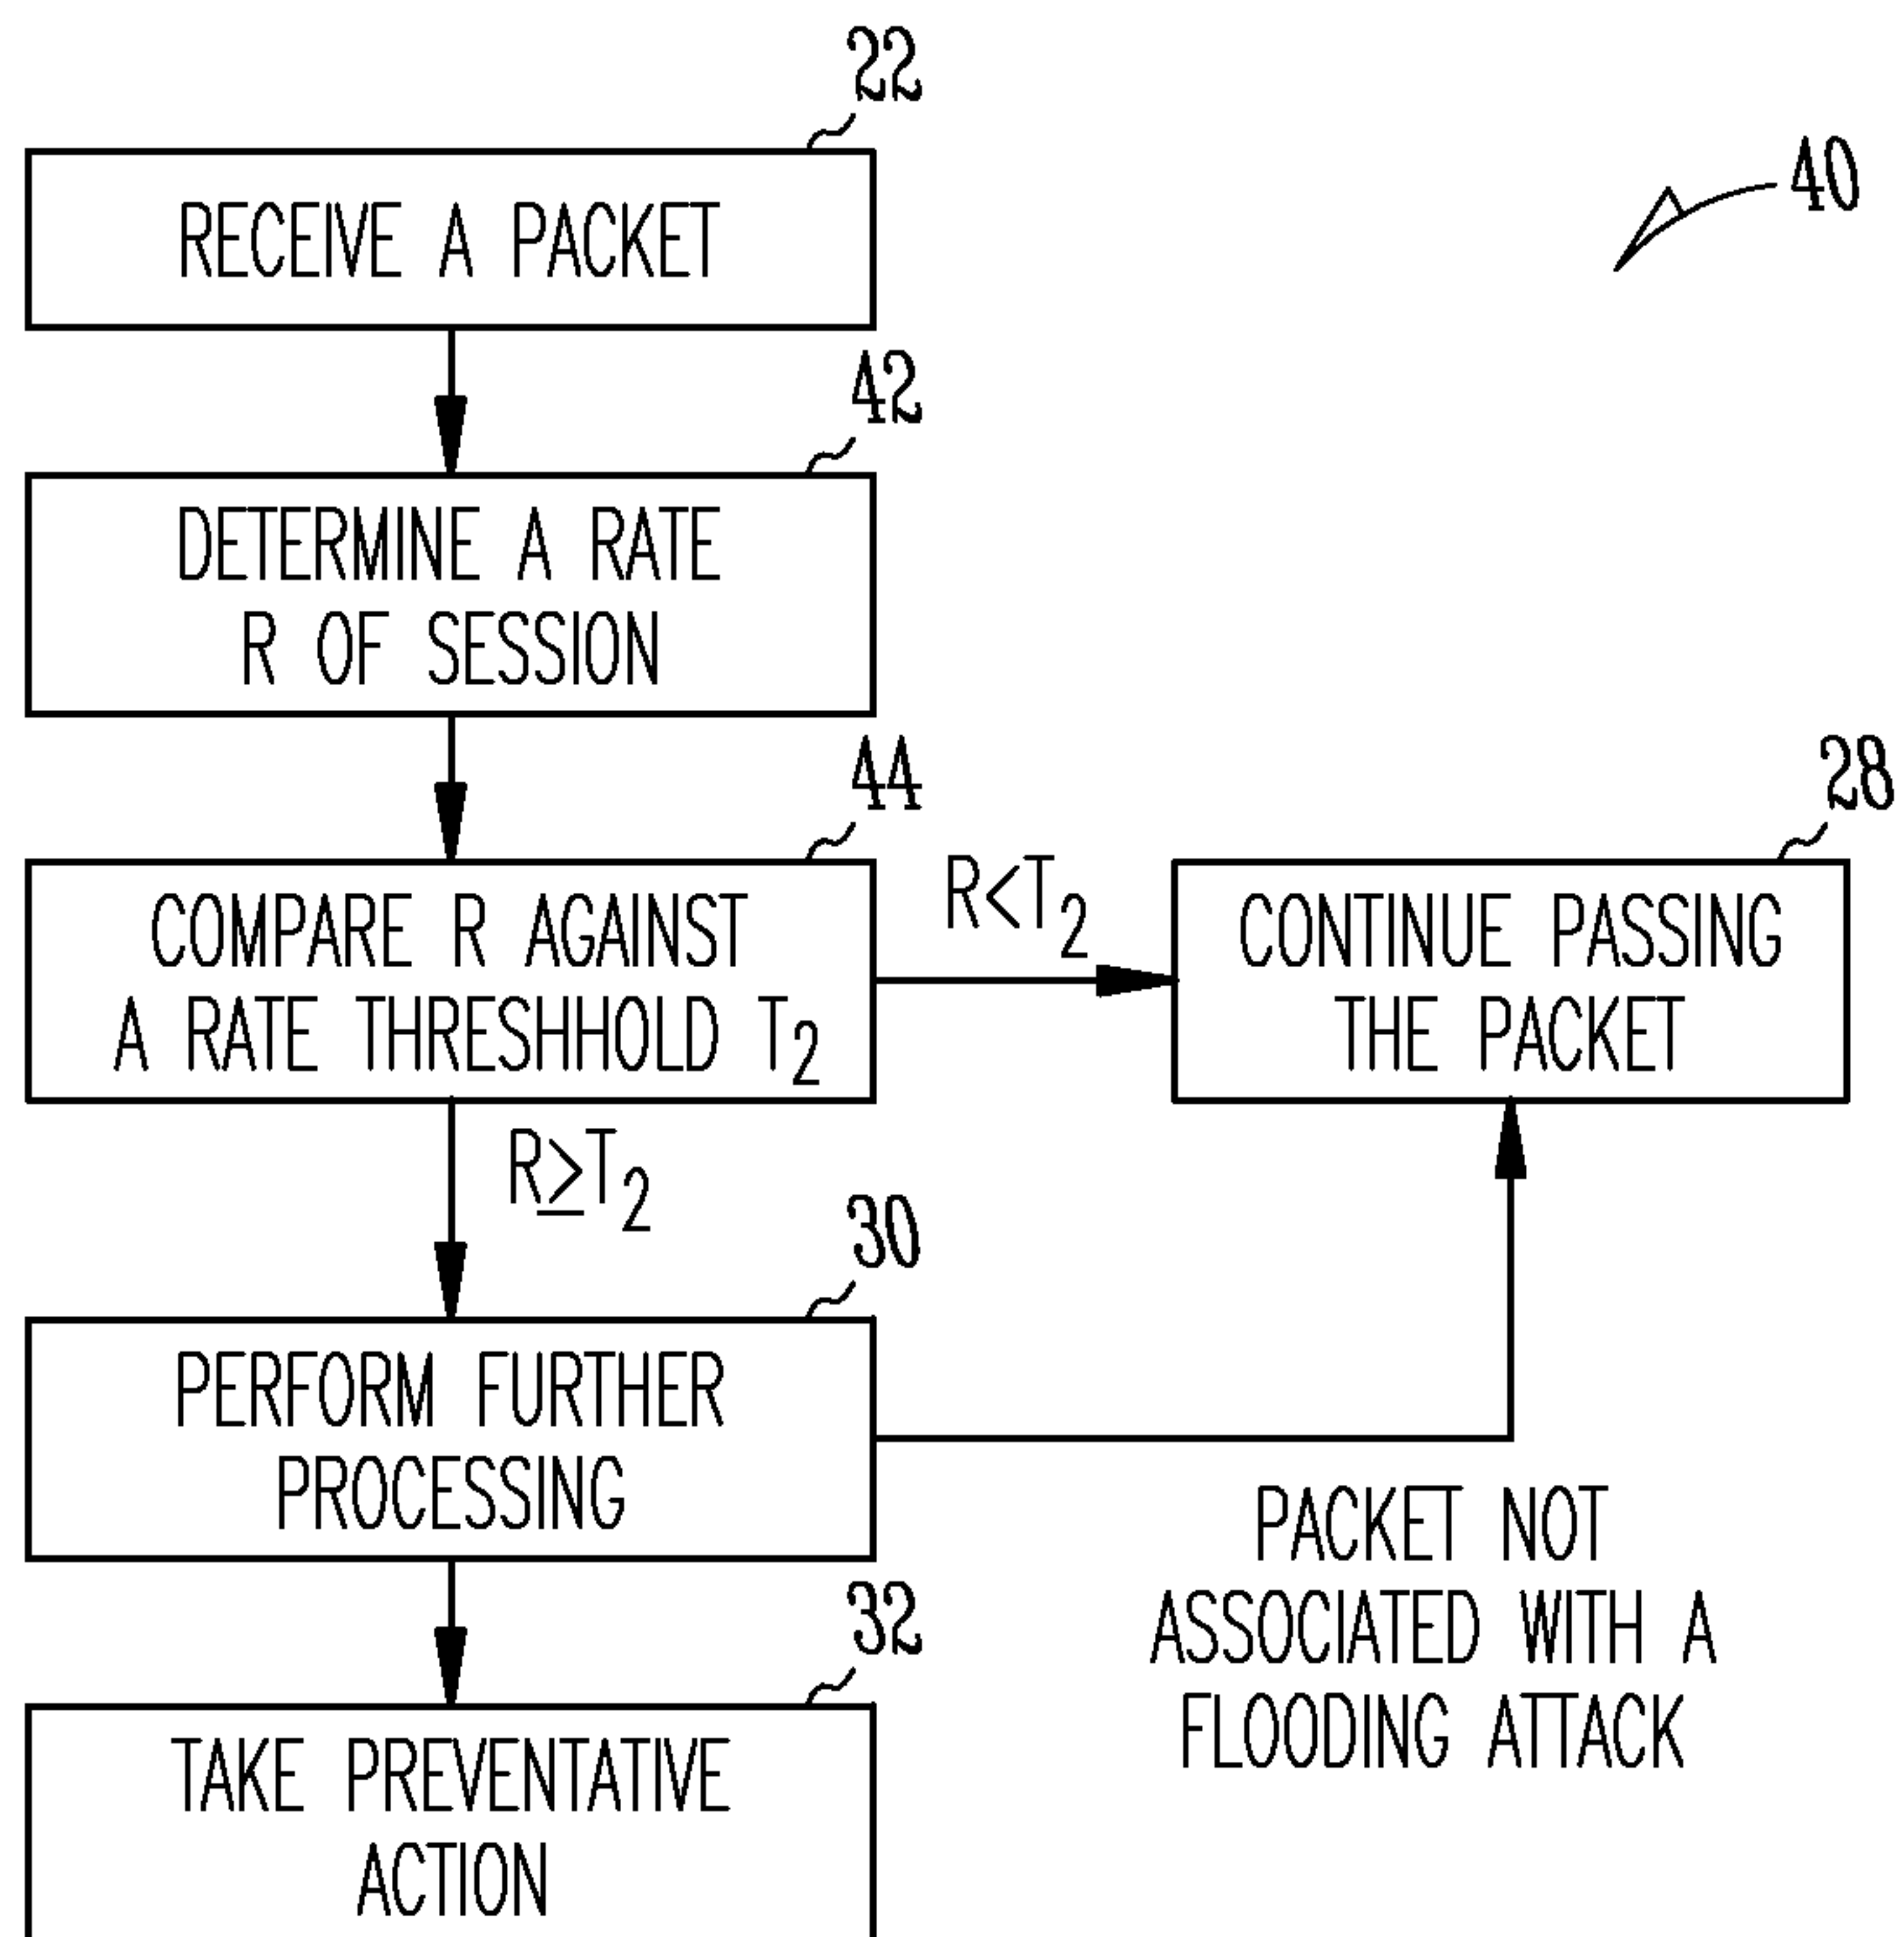 22
RECEIVE A PACKET
40
42
DETERMINE A RATE
R OF SESSION
44
COMPARE R AGAINST
A RATE THRESHHOLD T₂
R<T₂
28
CONTINUE PASSING
THE PACKET
R≥T₂
30
PERFORM FURTHER
PROCESSING
PACKET NOT
ASSOCIATED WITH A
FLOODING ATTACK
32
TAKE PREVENTATIVE
ACTION